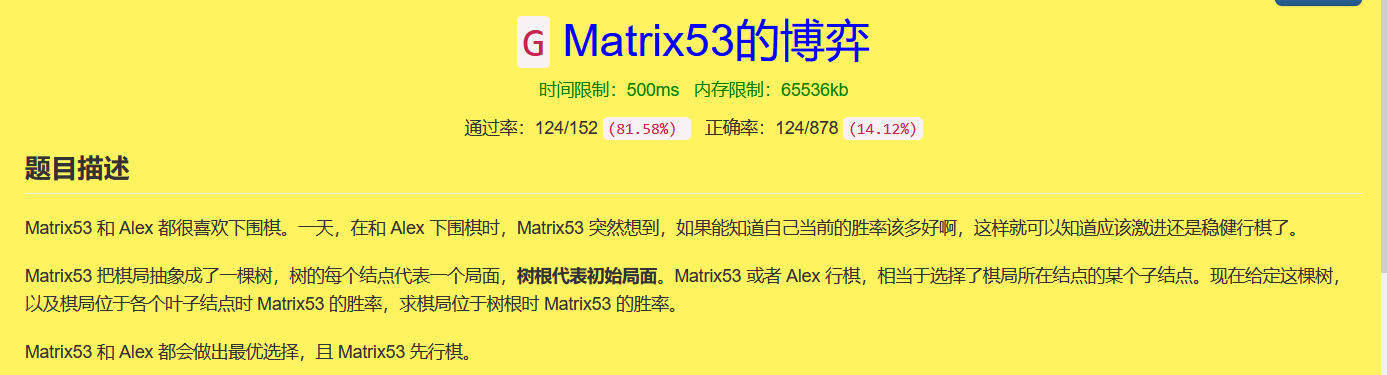 G Matrix53的博弈
时间限制：500ms 内存限制：65536kb
通过率：124/152 (81.58%) 正确率：124/878 (14.12%)
题目描述
Matrix53 和 Alex 都很喜欢下围棋。一天，在和 Alex 下围棋时，Matrix53 突然想到，如果能知道自己当前的胜率该多好啊，这样就可以知道应该激进还是稳健行棋了。
Matrix53 把棋局抽象成了一棵树，树的每个结点代表一个局面，树根代表初始局面。Matrix53 或者 Alex 行棋，相当于选择了棋局所在结点的某个子结点。现在给定这棵树，
以及棋局位于各个叶子结点时 Matrix53 的胜率，求棋局位于树根时 Matrix53 的胜率。
Matrix53 和 Alex 都会做出最优选择，且 Matrix53 先行棋。